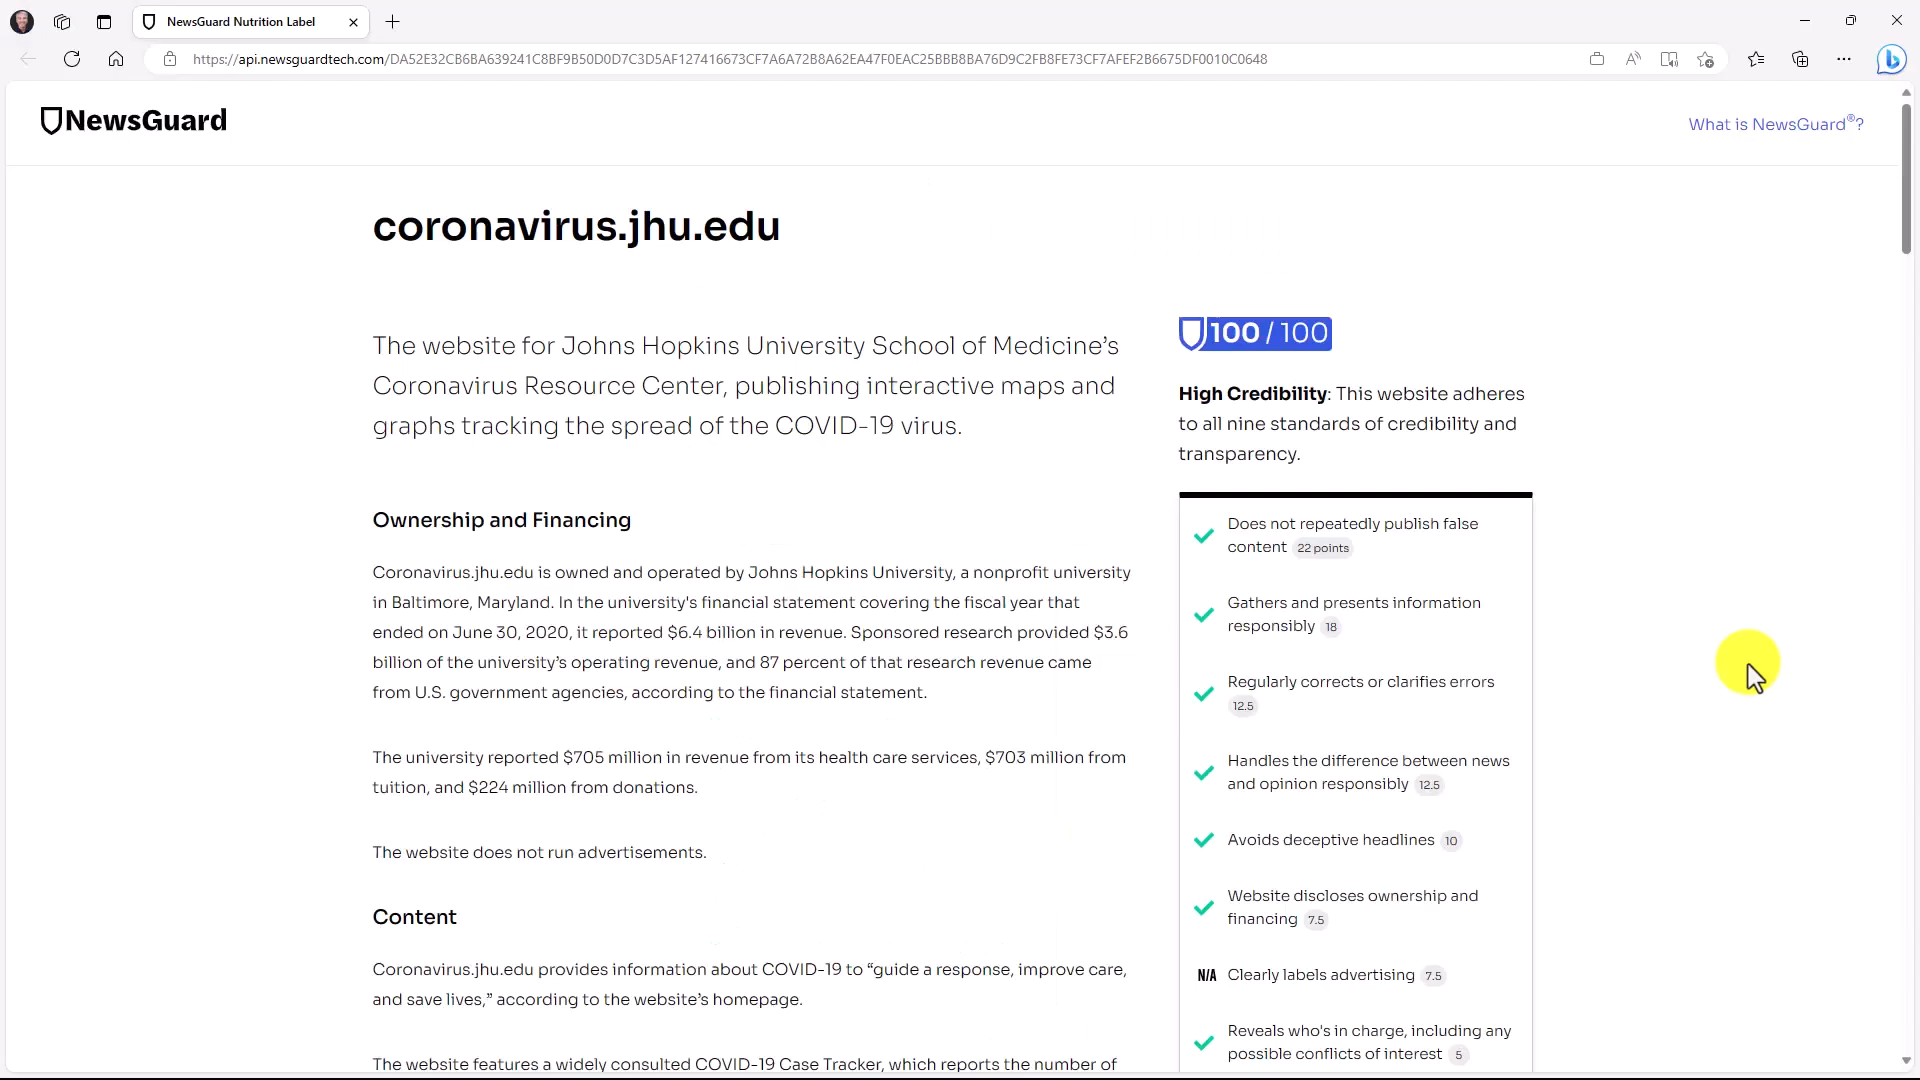 NewsGuard Nutrition Label
https://api.newsguardtech.com/DA52E32CB6BA639241C8BF9B50D0D7C3D5AF127416673CF7A6A72B8A62EA47F0EAC25BBB8BA76D9C2FB8FE73CF7AFEF2B6675DF0010C0648
NewsGuard
What is NewsGuard®?
coronavirus.jhu.edu
The website for Johns Hopkins University School of Medicine’s
Coronavirus Resource Center, publishing interactive maps and
graphs tracking the spread of the COVID-19 virus.
Ownership and Financing
Coronavirus.jhu.edu is owned and operated by Johns Hopkins University, a nonprofit university
in Baltimore, Maryland. In the university's financial statement covering the fiscal year that
ended on June 30, 2020, it reported $6.4 billion in revenue. Sponsored research provided $3.6
billion of the university’s operating revenue, and 87 percent of that research revenue came
from U.S. government agencies, according to the financial statement.
The university reported $705 million in revenue from its health care services, $703 million from
tuition, and $224 million from donations.
The website does not run advertisements.
Content
Coronavirus.jhu.edu provides information about COVID-19 to “guide a response, improve care,
and save lives,” according to the website’s homepage.
The website features a widely consulted COVID-19 Case Tracker, which reports the number of
100 / 100
High Credibility: This website adheres
to all nine standards of credibility and
transparency.
Does not repeatedly publish false
content 22 points
Gathers and presents information
responsibly 18
Regularly corrects or clarifies errors
12.5
Handles the difference between news
and opinion responsibly 12.5
Avoids deceptive headlines 10
Website discloses ownership and
financing 7.5
N/A Clearly labels advertising 7.5
Reveals who's in charge, including any
possible conflicts of interest 5